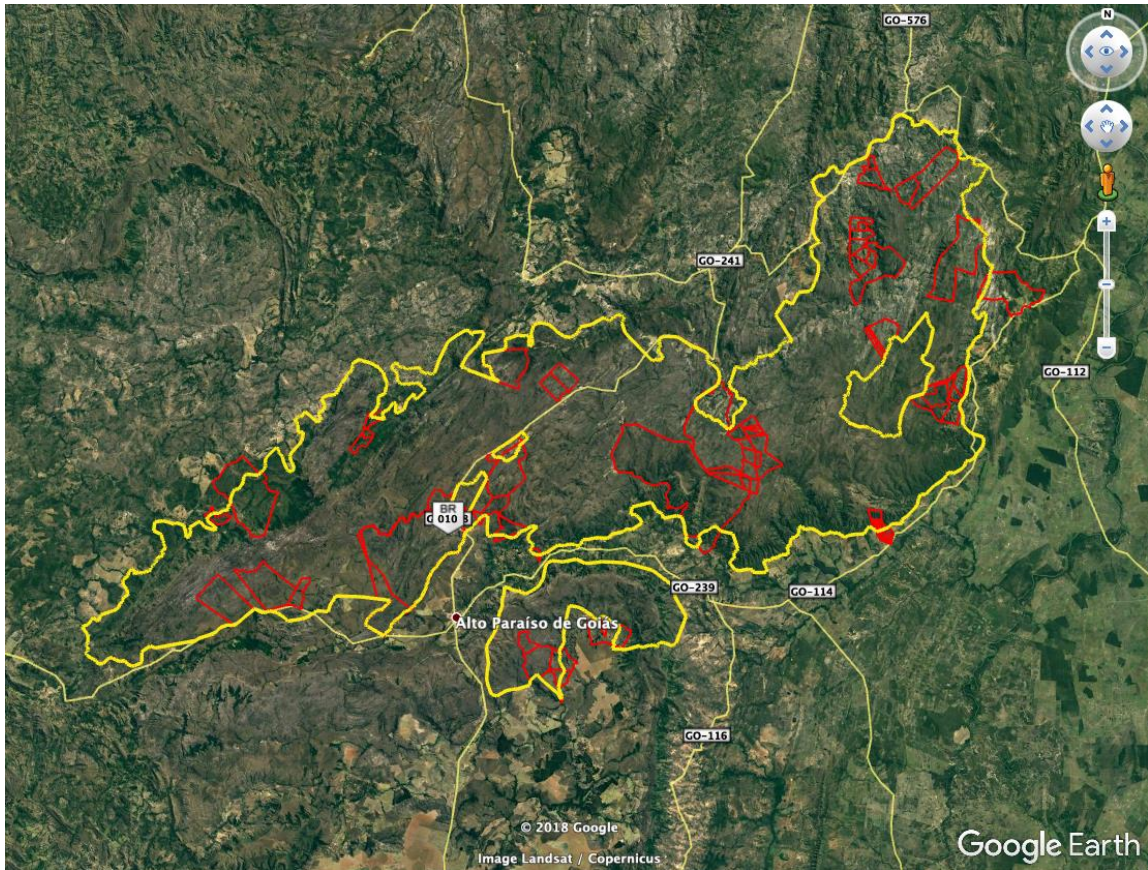 GO-576
N
GO-241
GO-112
BR
010
GO-239
GO-114
Alto Paraíso de Goiás
GO-116
© 2018 Google
Image Landsat / Copernicus
Google Earth